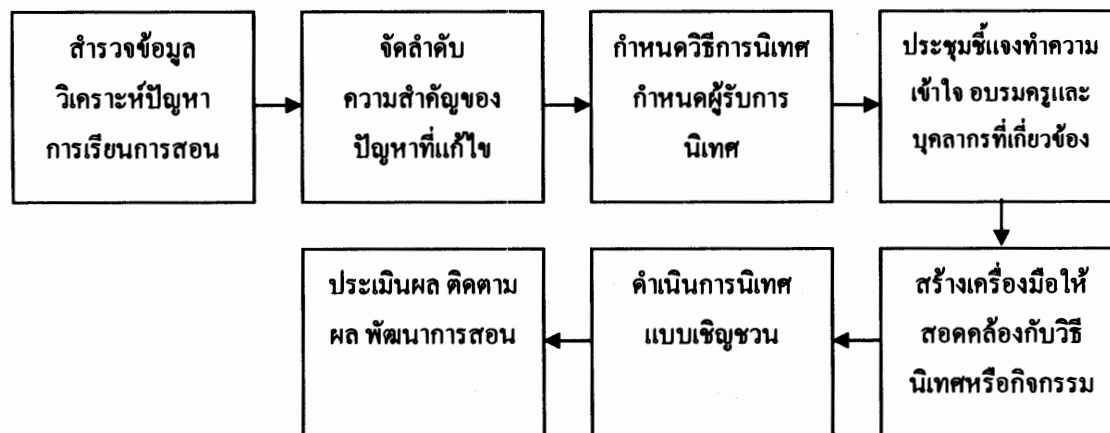 สำรวจข้อมูล
วิเคราะห์ปัญหา
การเรียนการสอน
จัดลำดับ
ความสำคัญของ
ปัญหาที่แก้ไข
กำหนดวิธีการนิเทศ
กำหนดผู้รับการ
นิเทศ
ประชุมชี้แจงทำความ
เข้าใจ อบรมครูและ
บุคลากรที่เกี่ยวข้อง
สร้างเครื่องมือให้
สอดคล้องกับวิธี
นิเทศหรือกิจกรรม
ดำเนินการนิเทศ
แบบเชิญชวน
ประเมินผล ติดตาม
ผล พัฒนาการสอน